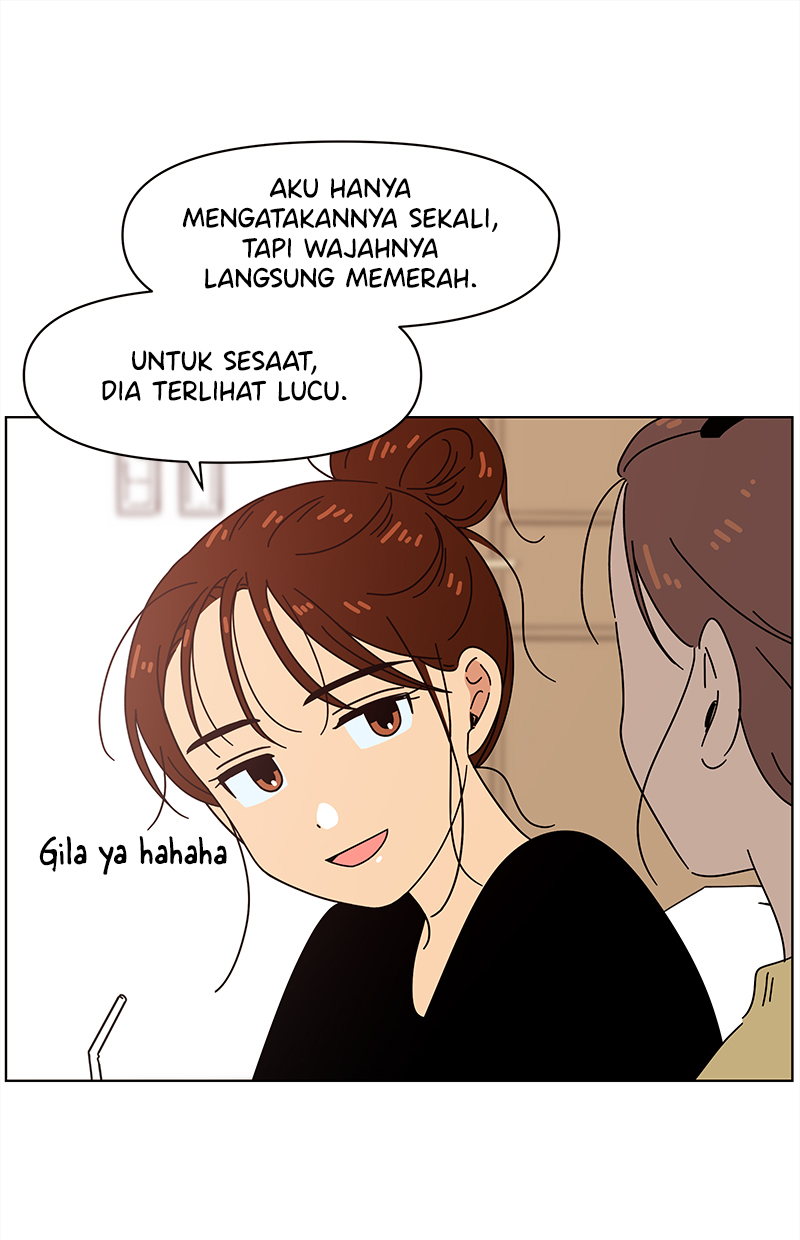 AKU HANYA
MENGATAKANNYA SEKALI,
TAPI WAJAHNYA
LANGSUNG MEMERAH.
UNTUK SESAAT,
DIA TERLIHAT LUCU.
Gila ya hahaha